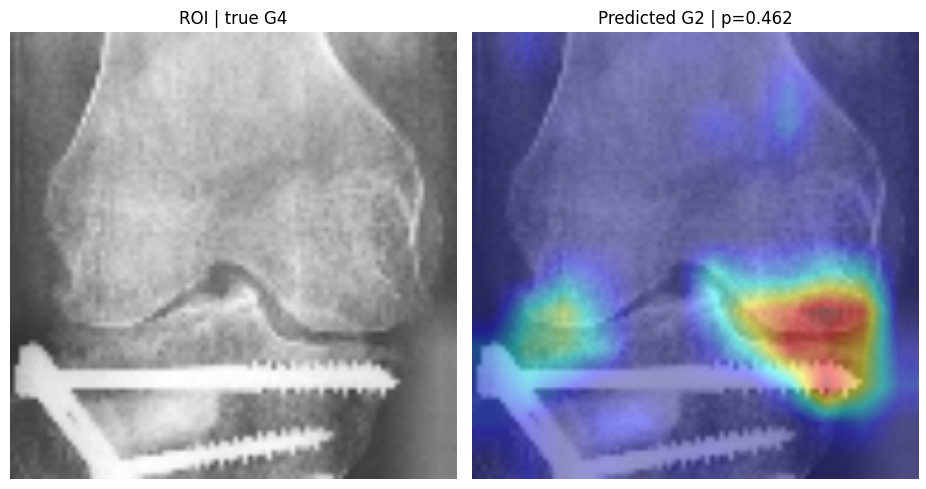 ROI | true G4
Predicted G2 | p=0.462